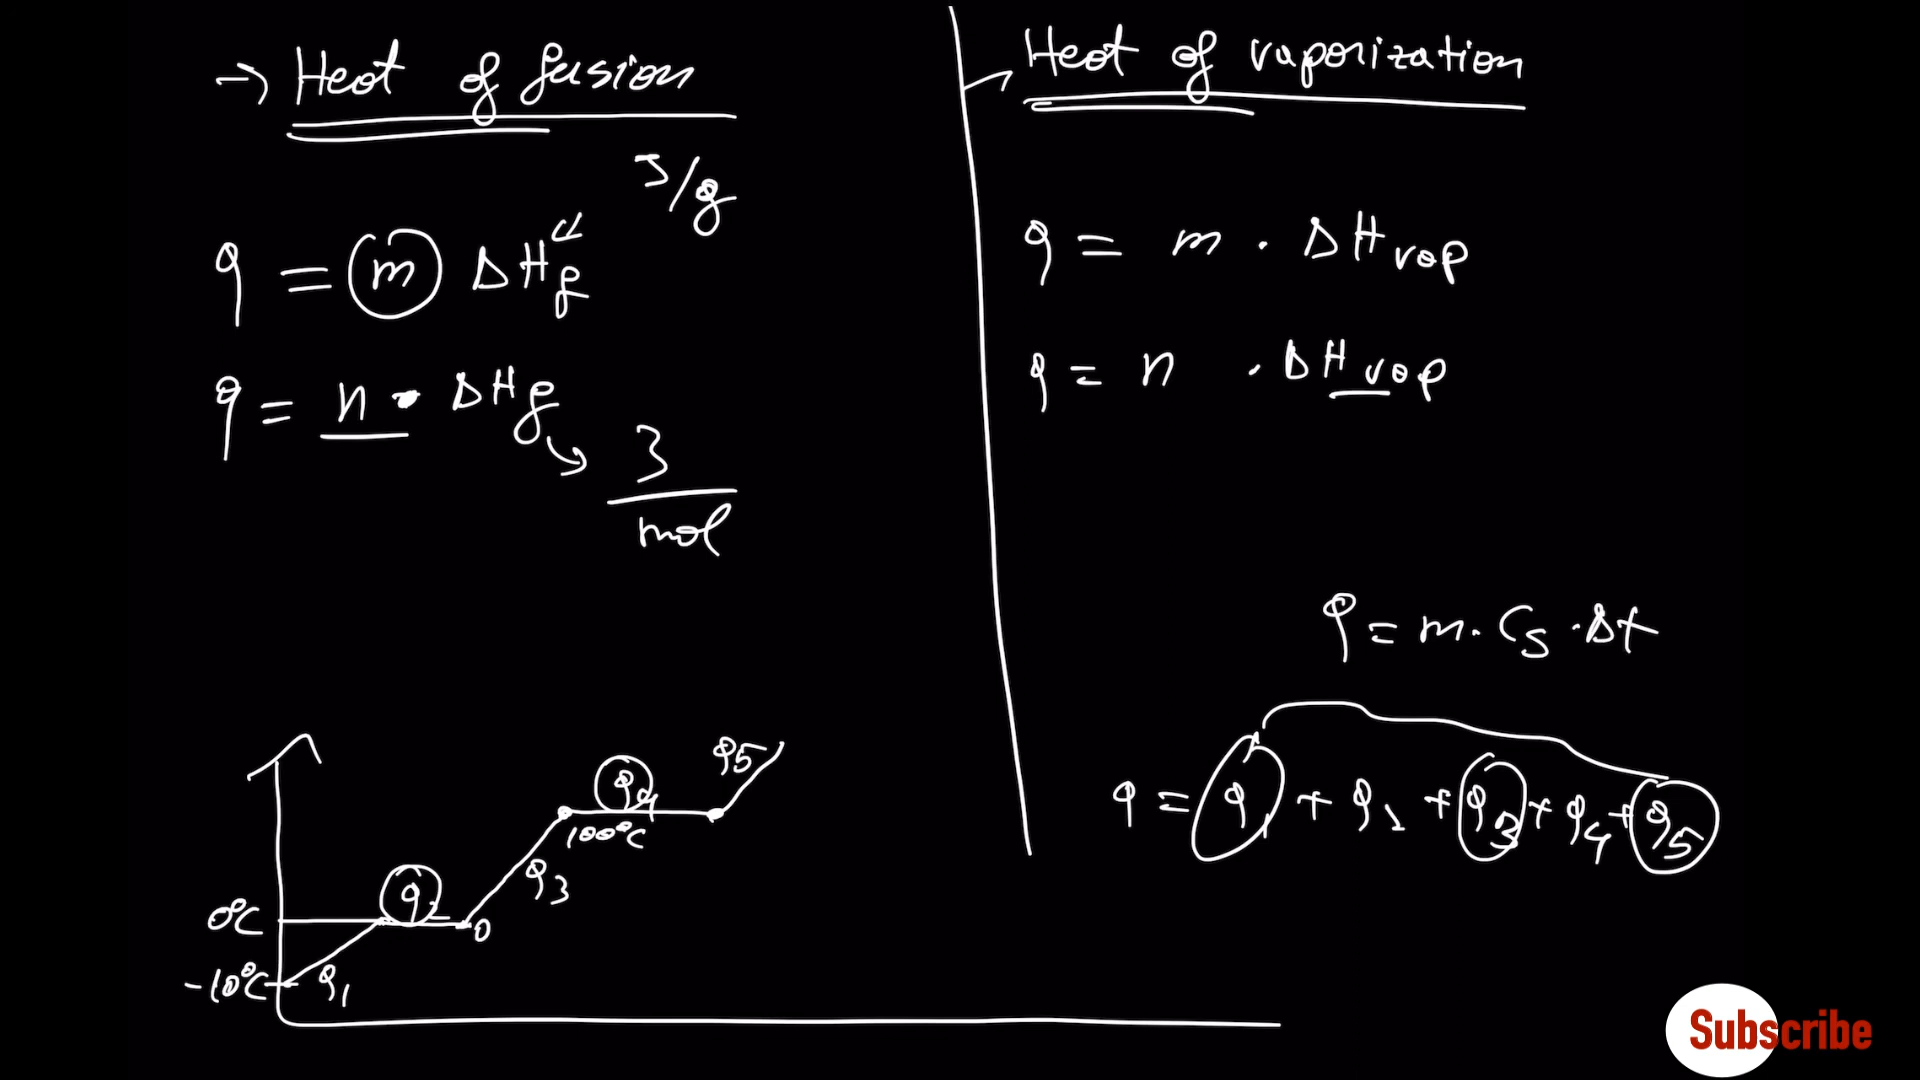 → Heat of fusion
J/g
q = m ΔHf
q = n · ΔHf
J/mol
→ Heat of vaporization
q = m · ΔHvap
q = n · ΔHvap
q = m · Cs · Δt
q = q1 + q2 + q3 + q4 + q5
q5
q4
100°C
q3
q2
0°C
0
-10°C
q1
Subscribe